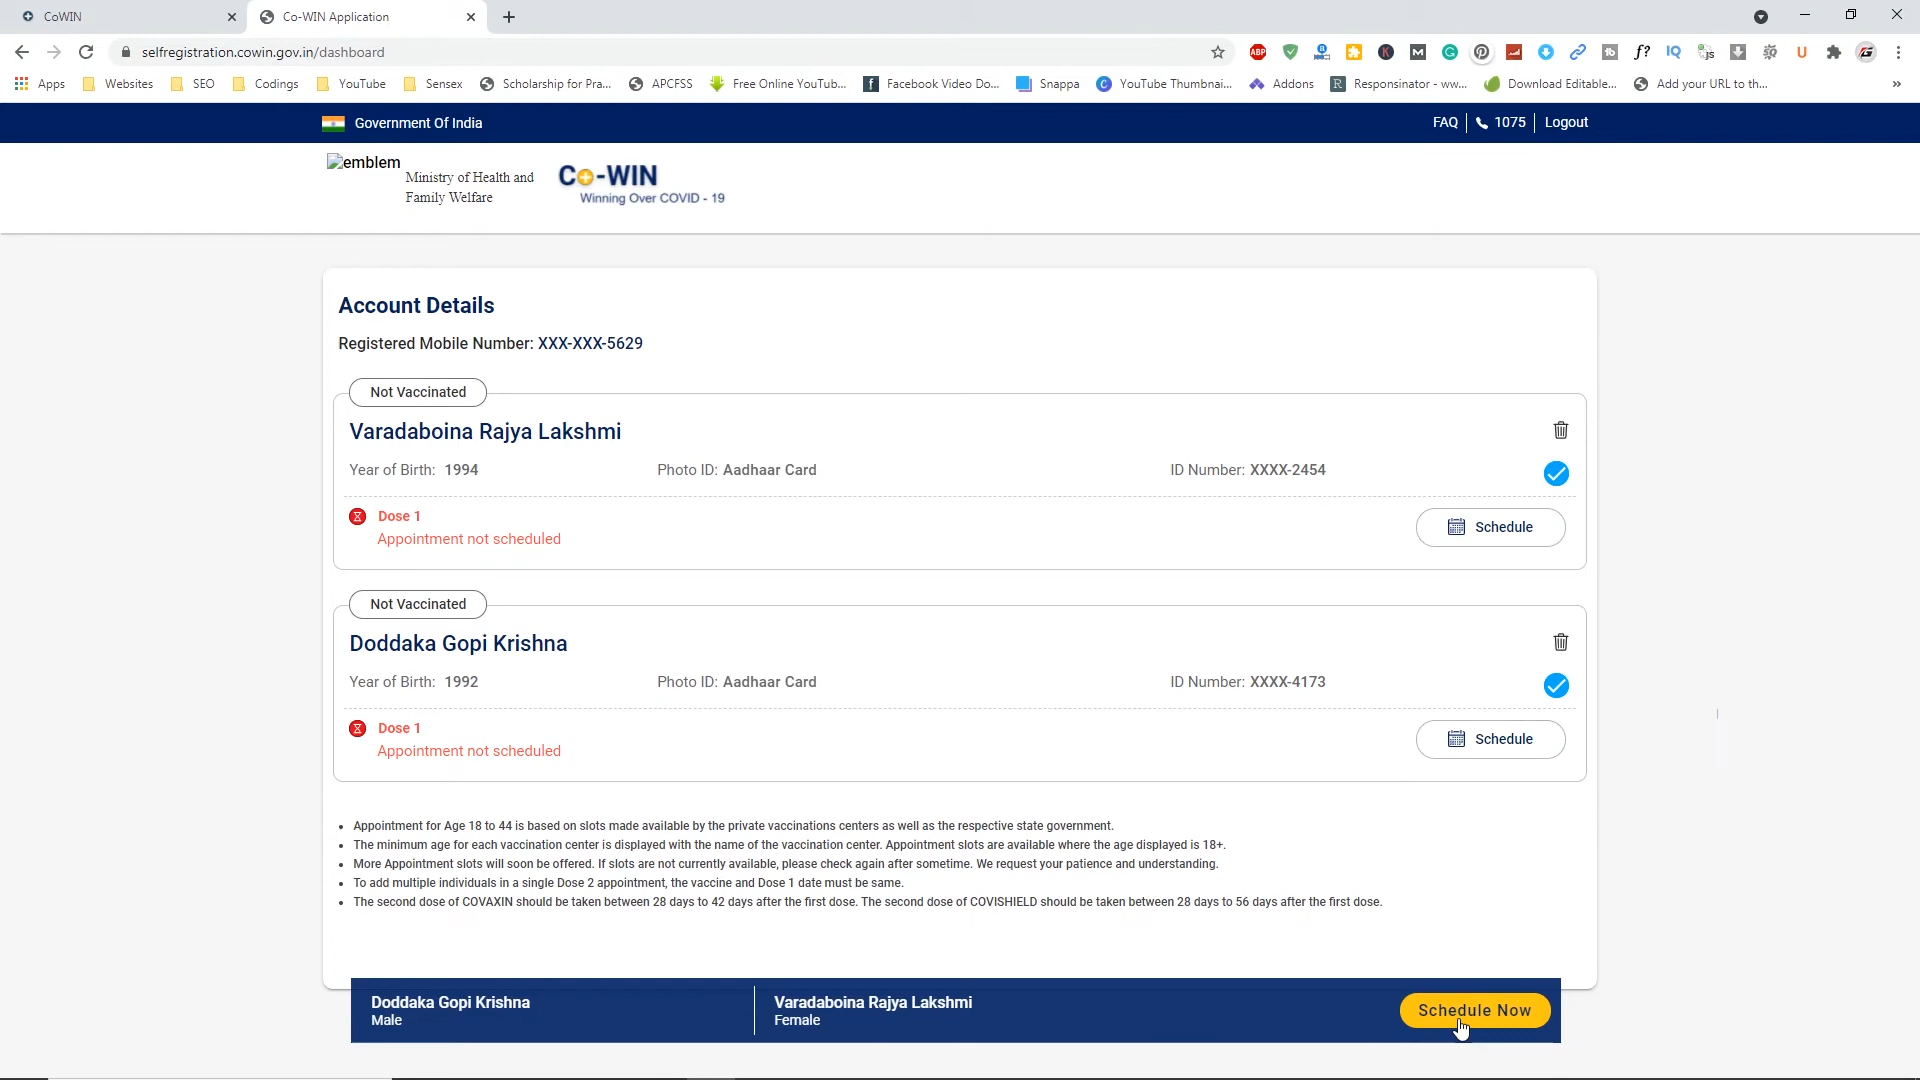 CoWIN
Co-WIN Application
selfregistration.cowin.gov.in/dashboard
Apps
Websites
SEO
Codings
YouTube
Sensex
Scholarship for Pra...
APCFSS
Free Online YouTub...
Facebook Video Do...
Snappa
YouTube Thumbnai...
Addons
Responsinator - ww...
Download Editable...
Add your URL to th...
Government Of India
FAQ
1075
Logout
emblem
Ministry of Health and
Family Welfare
Co-WIN
Winning Over COVID - 19
Account Details
Registered Mobile Number: XXX-XXX-5629
Not Vaccinated
Varadaboina Rajya Lakshmi
Year of Birth: 1994
Photo ID: Aadhaar Card
ID Number: XXXX-2454
Dose 1
Appointment not scheduled
Schedule
Not Vaccinated
Doddaka Gopi Krishna
Year of Birth: 1992
Photo ID: Aadhaar Card
ID Number: XXXX-4173
Dose 1
Appointment not scheduled
Schedule
Appointment for Age 18 to 44 is based on slots made available by the private vaccinations centers as well as the respective state government.
The minimum age for each vaccination center is displayed with the name of the vaccination center. Appointment slots are available where the age displayed is 18+.
More Appointment slots will soon be offered. If slots are not currently available, please check again after sometime. We request your patience and understanding.
To add multiple individuals in a single Dose 2 appointment, the vaccine and Dose 1 date must be same.
The second dose of COVAXIN should be taken between 28 days to 42 days after the first dose. The second dose of COVISHIELD should be taken between 28 days to 56 days after the first dose.
Doddaka Gopi Krishna
Male
Varadaboina Rajya Lakshmi
Female
Schedule Now